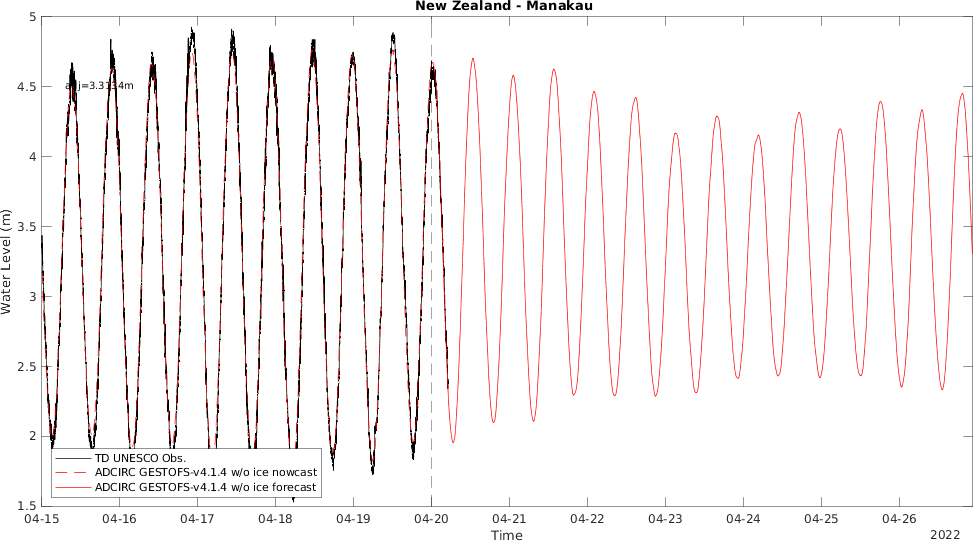 New Zealand - Manakau
Water Level (m)
5
4.5
4
3.5
3
2.5
2
1.5
TD UNESCO Obs.
ADCIRC GESTOFS-v4.1.4 w/o ice nowcast
ADCIRC GESTOFS-v4.1.4 w/o ice forecast
04-15 04-16 04-17 04-18 04-19 04-20 04-21 04-22 04-23 04-24 04-25 04-26
Time
2022